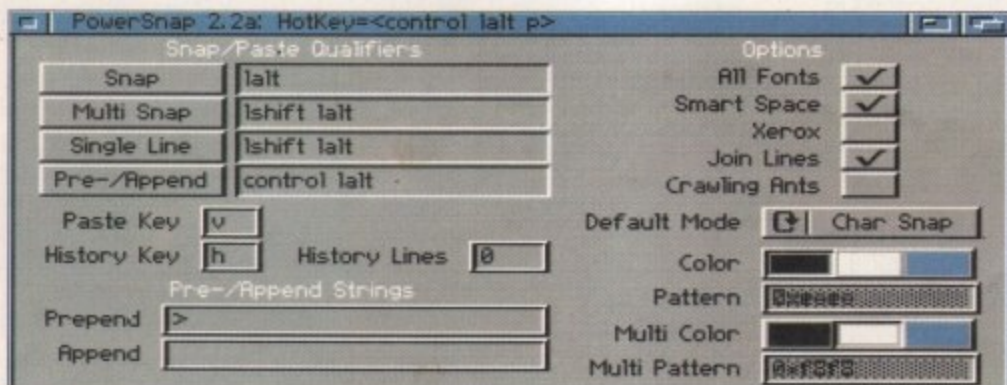 PowerSnap 2.2a: HotKey=<control lalt p>
Snap/Paste Qualifiers
Snap lalt
Multi Snap lshift lalt
Single Line lshift lalt
Pre-/Append control lalt
Paste Key v
History Key h History Lines 0
Pre-/Append Strings
Prepend >
Append
Options
All Fonts
Smart Space
Xerox
Join Lines
Crawling Ants
Default Mode Char Snap
Color
Pattern 0xeeee
Multi Color
Multi Pattern 0xf8f8